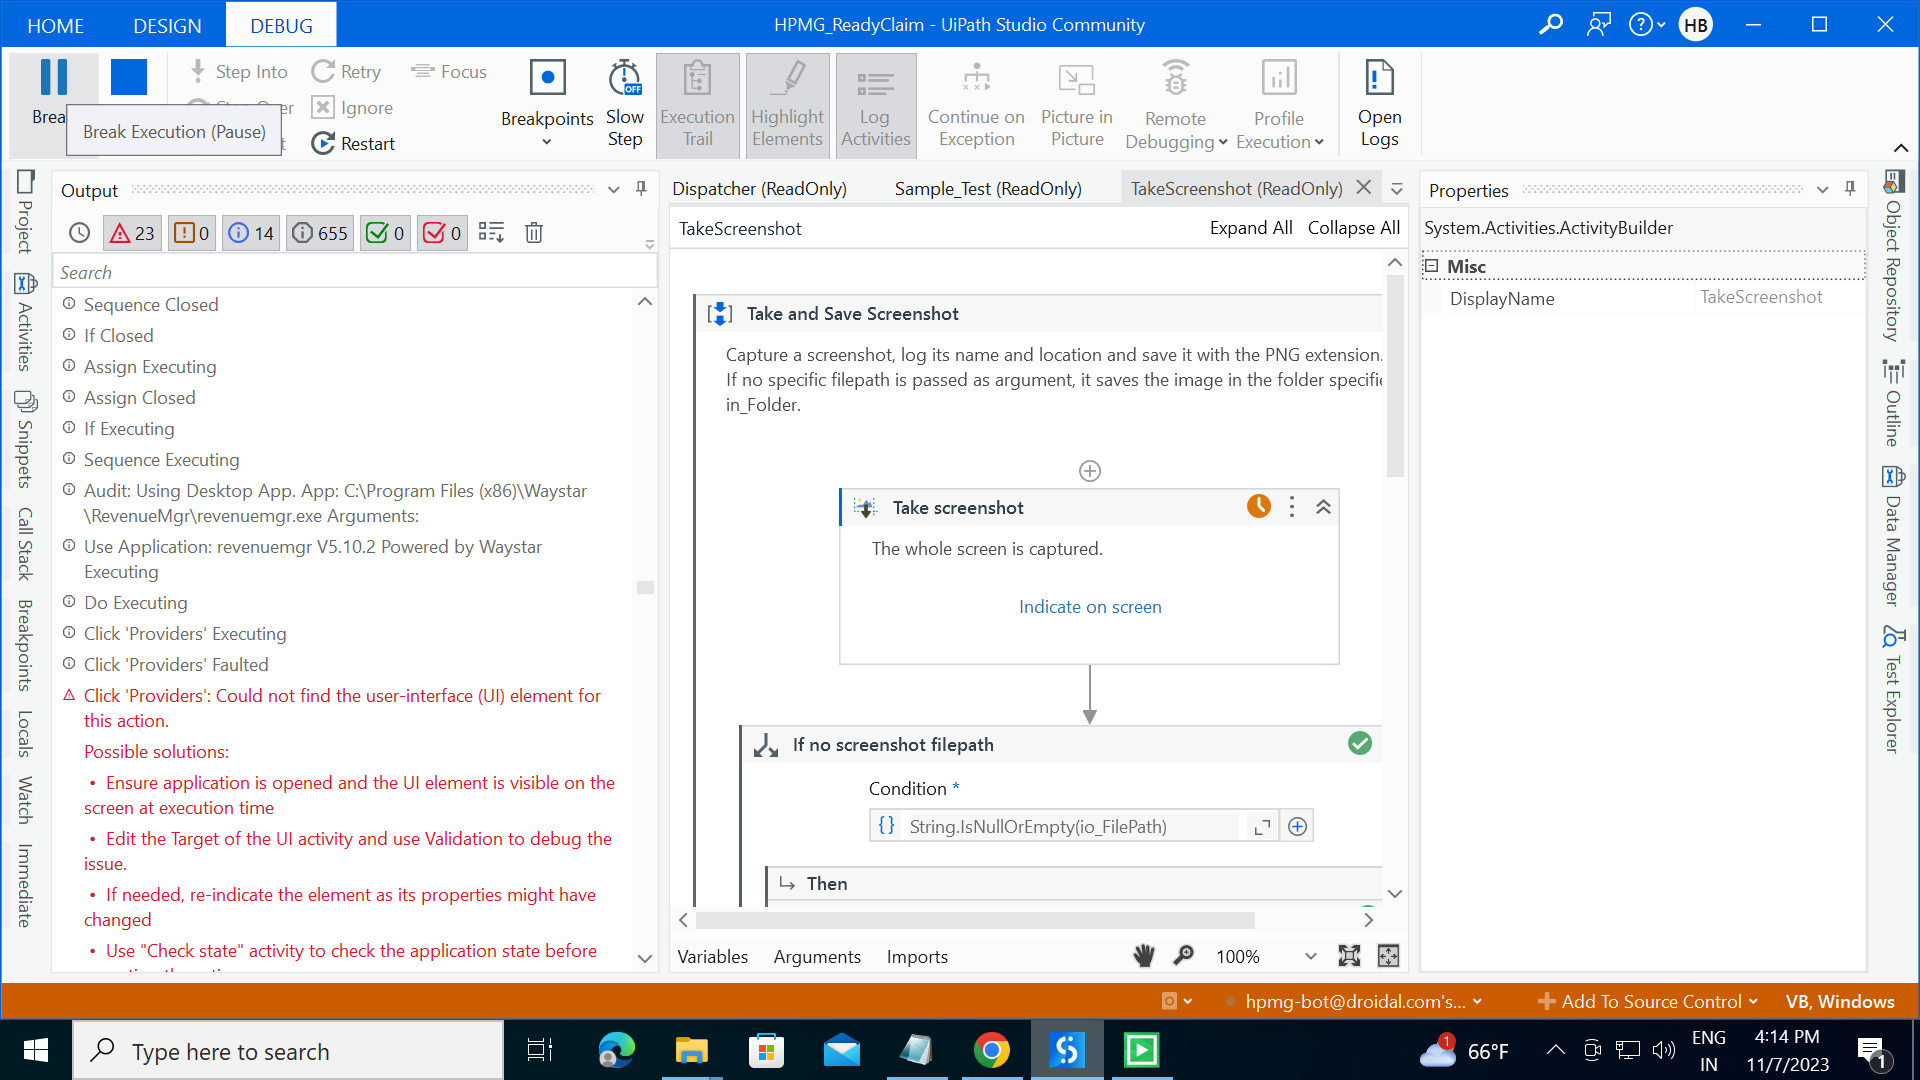 HOME
DESIGN
DEBUG
HPMG_ReadyClaim - UiPath Studio Community
HB
Step Into
Retry
Focus
Ignore
Restart
Break Execution (Pause)
Breakpoints
Slow
Step
OFF
Execution
Trail
Highlight
Elements
Log
Activities
Continue on
Exception
Picture in
Picture
Remote
Debugging
Profile
Execution
Open
Logs
Project
Activities
Snippets
Call Stack
Breakpoints
Locals
Watch
Immediate
Output
23
0
14
655
0
0
Search
Sequence Closed
If Closed
Assign Executing
Assign Closed
If Executing
Sequence Executing
Audit: Using Desktop App. App: C:\Program Files (x86)\Waystar
\RevenueMgr\revenuemgr.exe Arguments:
Use Application: revenuemgr V5.10.2 Powered by Waystar
Executing
Do Executing
Click 'Providers' Executing
Click 'Providers' Faulted
Click 'Providers': Could not find the user-interface (UI) element for
this action.
Possible solutions:
• Ensure application is opened and the UI element is visible on the
screen at execution time
• Edit the Target of the UI activity and use Validation to debug the
issue.
• If needed, re-indicate the element as its properties might have
changed
• Use "Check state" activity to check the application state before
Dispatcher (ReadOnly)
Sample_Test (ReadOnly)
TakeScreenshot (ReadOnly)
TakeScreenshot
Expand All
Collapse All
Take and Save Screenshot
Capture a screenshot, log its name and location and save it with the PNG extension.
If no specific filepath is passed as argument, it saves the image in the folder specifie
in_Folder.
Take screenshot
The whole screen is captured.
Indicate on screen
If no screenshot filepath
Condition *
{} String.IsNullOrEmpty(io_FilePath)
Then
Variables
Arguments
Imports
100%
Properties
System.Activities.ActivityBuilder
Misc
DisplayName
TakeScreenshot
Object Repository
Outline
Data Manager
Test Explorer
hpmg-bot@droidal.com's...
Add To Source Control
VB, Windows
Type here to search
1
66°F
ENG
IN
4:14 PM
11/7/2023
1